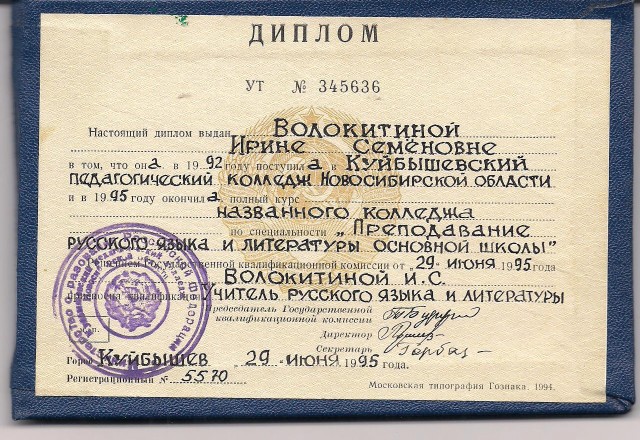 ДИПЛОМ
УТ № 345636
Настоящий диплом выдан Волокитиной
Ирине Семёновне
в том, что она в 1992 году поступила в Куйбышевский
педагогический колледж Новосибирской области
и в 1995 году окончила полный курс
названного колледжа
по специальности „Преподавание
русского языка и литературы основной школы"
Решением Государственной квалификационной комиссии от 29 июня 1995 года
Волокитиной И.С.
присвоена квалификация Учитель русского языка и литературы
Председатель Государственной
квалификационной комиссии
Директор
Секретарь
Город Куйбышев 29 июня 1995 года.
Регистрационный № 5570
Московская типография Гознака. 1994.